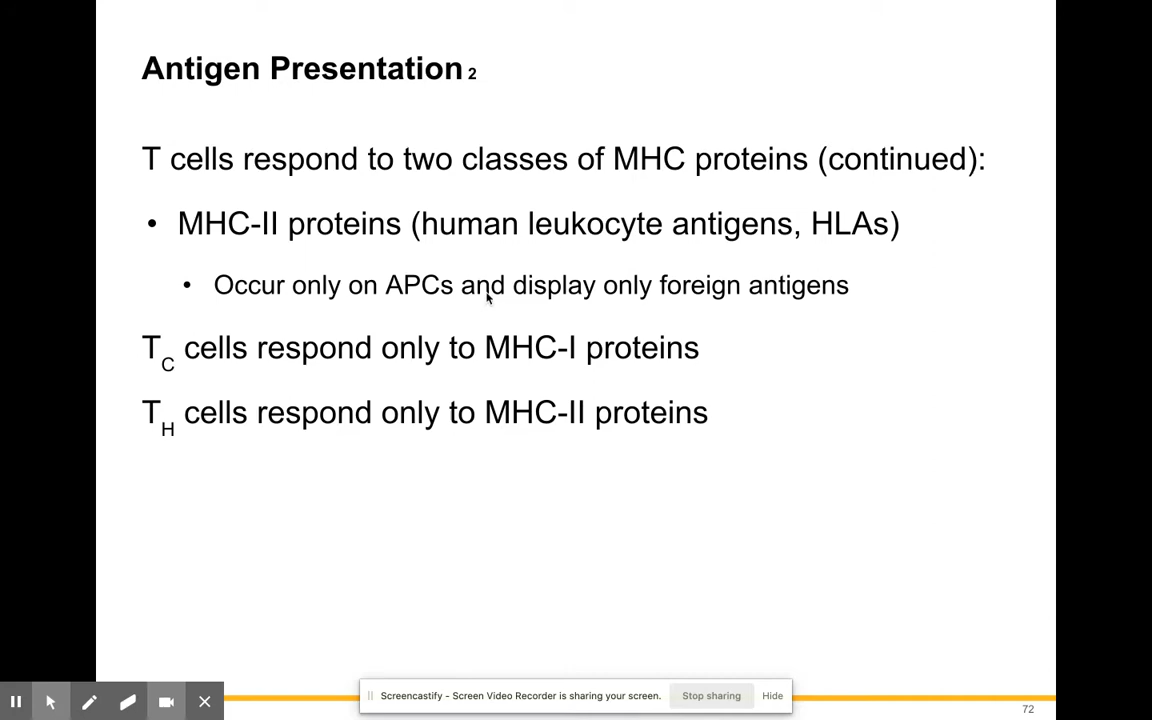 Antigen Presentation 2
T cells respond to two classes of MHC proteins (continued):
• MHC-II proteins (human leukocyte antigens, HLAs)
• Occur only on APCs and display only foreign antigens
TC cells respond only to MHC-I proteins
TH cells respond only to MHC-II proteins
Screencastify - Screen Video Recorder is sharing your screen. Stop sharing Hide
72